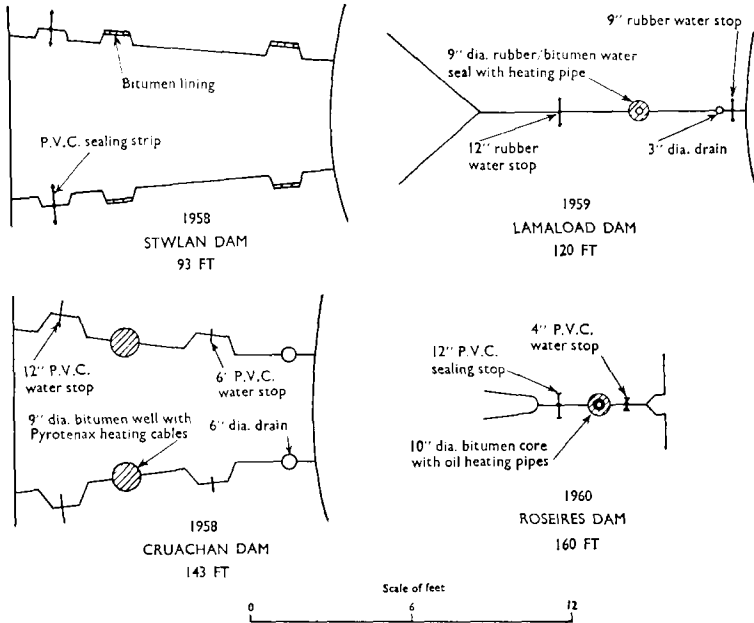 Bitumen lining
P.V.C. sealing strip
1958
STWLAN DAM
93 FT
9" rubber water stop
9" dia. rubber/bitumen water
seal with heating pipe
12" rubber
water stop
3" dia. drain
1959
LAMALOAD DAM
120 FT
12" P.V.C.
water stop
6' P.V.C.
water stop
9" dia. bitumen well with
Pyrotenax heating cables
6" dia. drain
1958
CRUACHAN DAM
143 FT
4" P.V.C.
water stop
12" P.V.C.
sealing stop
10" dia. bitumen core
with oil heating pipes
1960
ROSEIRES DAM
160 FT
Scale of feet
0 6 12